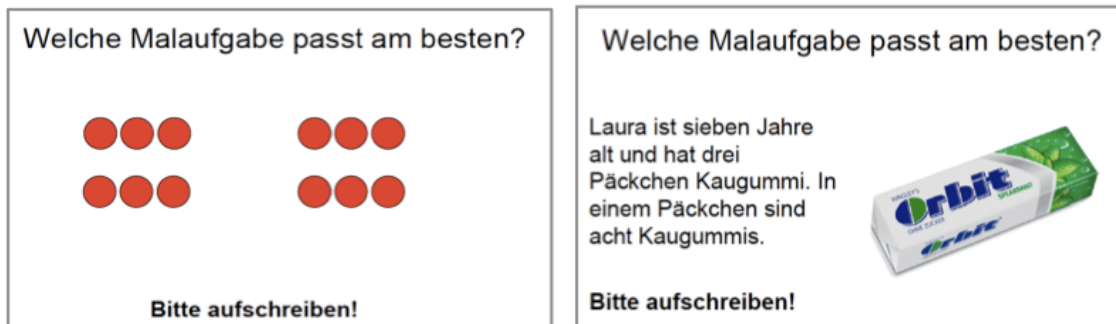 Welche Malaufgabe passt am besten?
Bitte aufschreiben!
Welche Malaufgabe passt am besten?
Laura ist sieben Jahre
alt und hat drei
Päckchen Kaugummi. In
einem Päckchen sind
acht Kaugummis.
WRIGLEY'S
Orbit
SPEARMINT
OHNE ZUCKER
Orbit
Bitte aufschreiben!